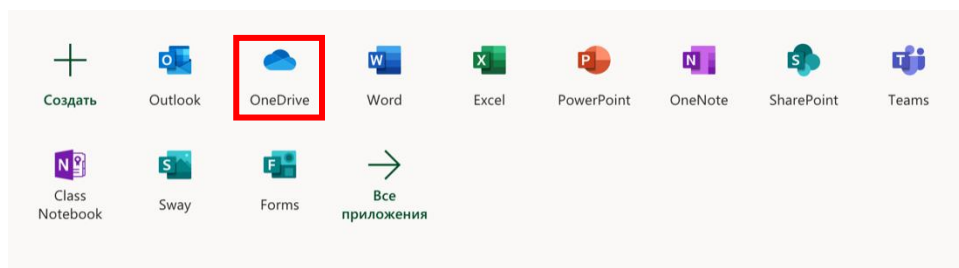 Создать
Outlook
OneDrive
Word
Excel
PowerPoint
OneNote
SharePoint
Teams
Class
Notebook
Sway
Forms
Все
приложения